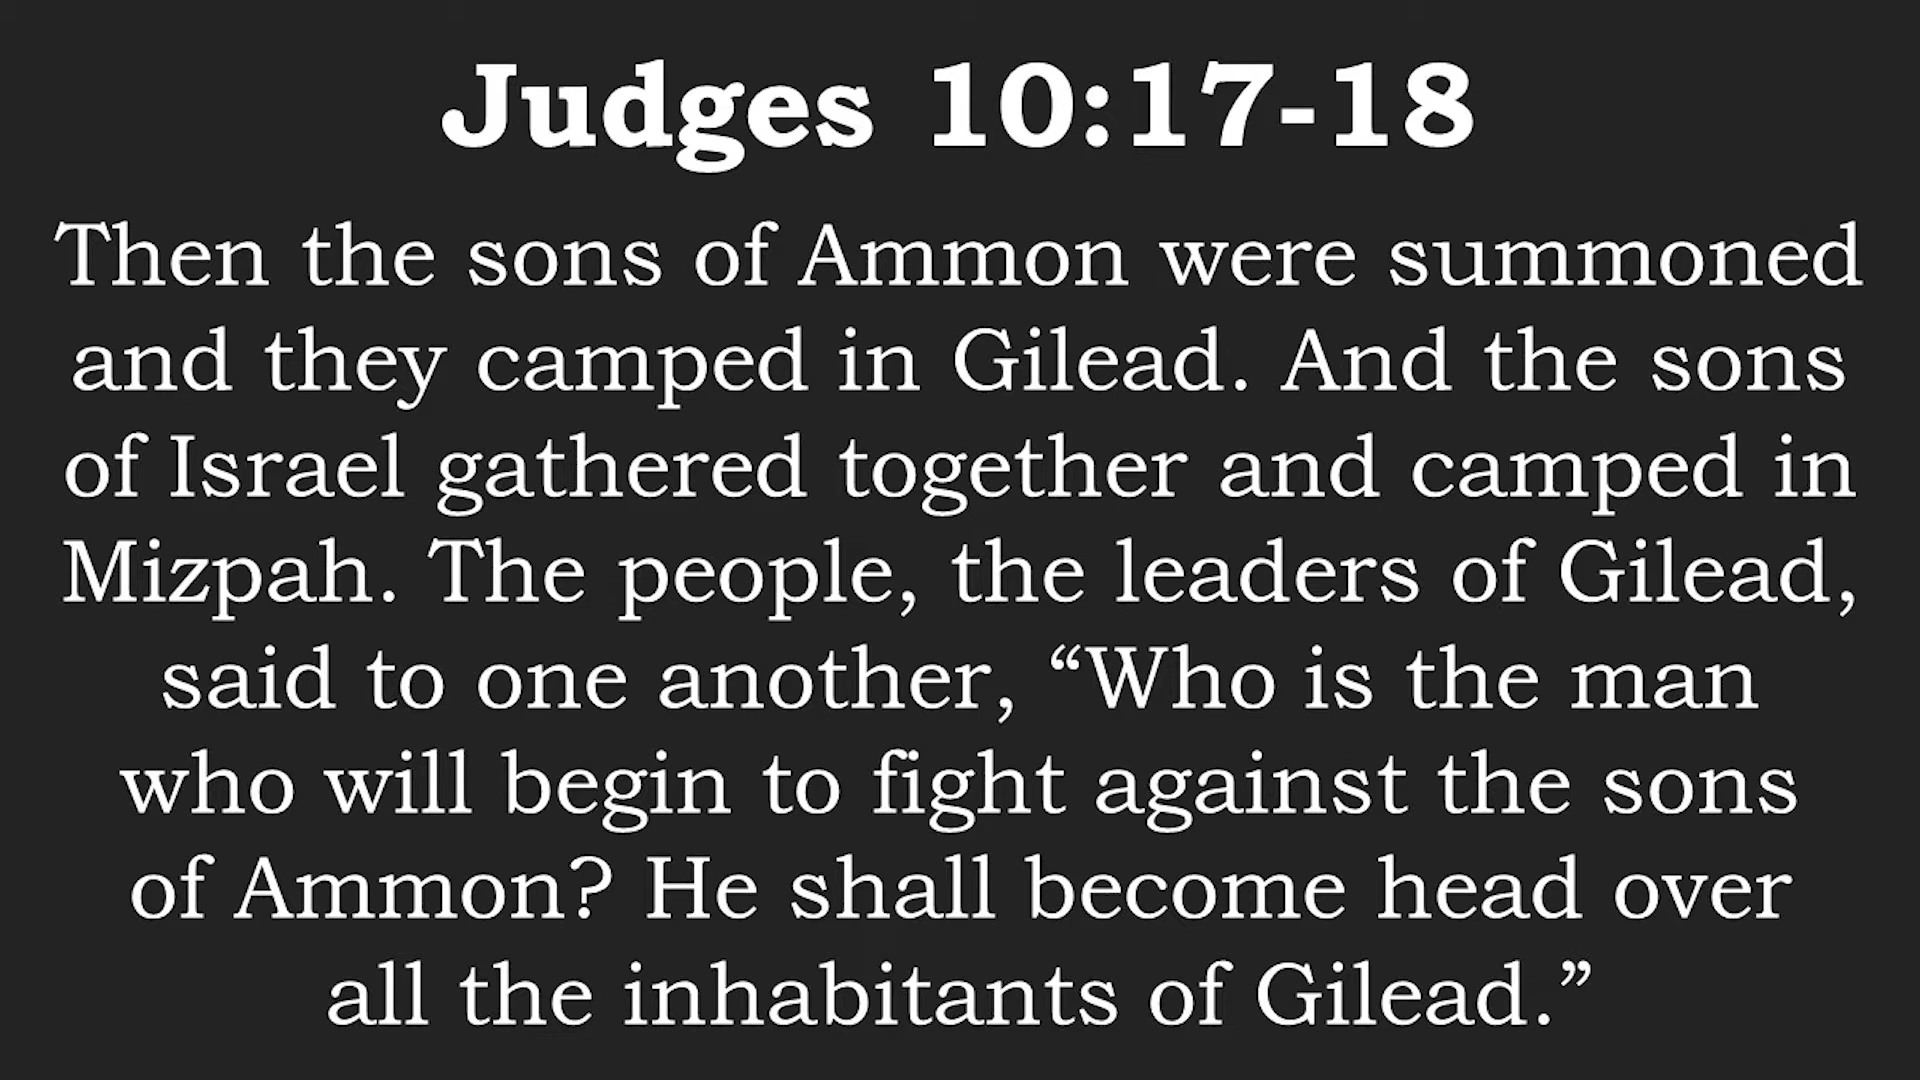 Judges 10:17-18
Then the sons of Ammon were summoned
and they camped in Gilead. And the sons
of Israel gathered together and camped in
Mizpah. The people, the leaders of Gilead,
said to one another, “Who is the man
who will begin to fight against the sons
of Ammon? He shall become head over
all the inhabitants of Gilead.”